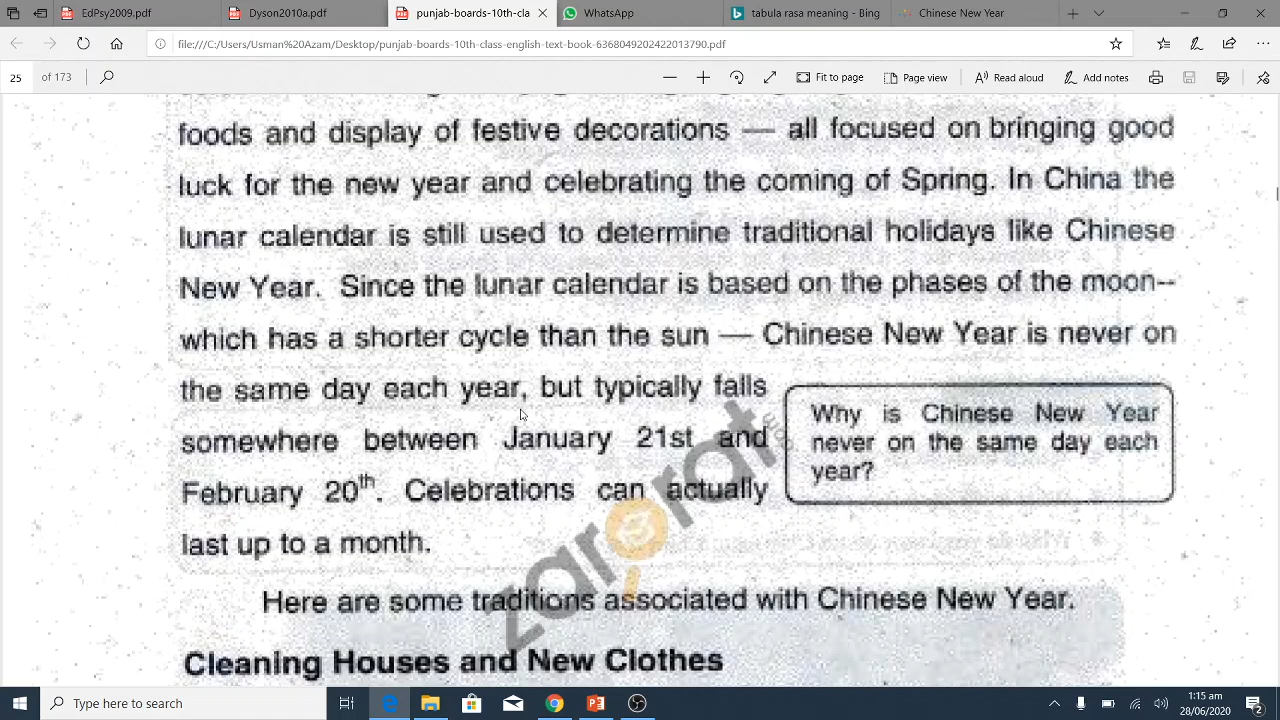 EdPsy2009.pdf
Dyson2010a.pdf
punjab-boards-10th-cla
WhatsApp
tabula rasa meaning - Bing
Chinese New Year
file:///C:/Users/Usman%20Azam/Desktop/punjab-boards-10th-class-english-text-book-6368049202422013790.pdf
25 of 173
Fit to page
Page view
Read aloud
Add notes
foods and display of festive decorations — all focused on bringing good
luck for the new year and celebrating the coming of Spring. In China the
lunar calendar is still used to determine traditional holidays like Chinese
New Year. Since the lunar calendar is based on the phases of the moon--
which has a shorter cycle than the sun — Chinese New Year is never on
the same day each year, but typically falls
somewhere between January 21st and
February 20th. Celebrations can actually
last up to a month.
Why is Chinese New Year
never on the same day each
year?
zarorat
Here are some traditions associated with Chinese New Year.
Cleaning Houses and New Clothes
Type here to search
1:15 am
28/06/2020
2